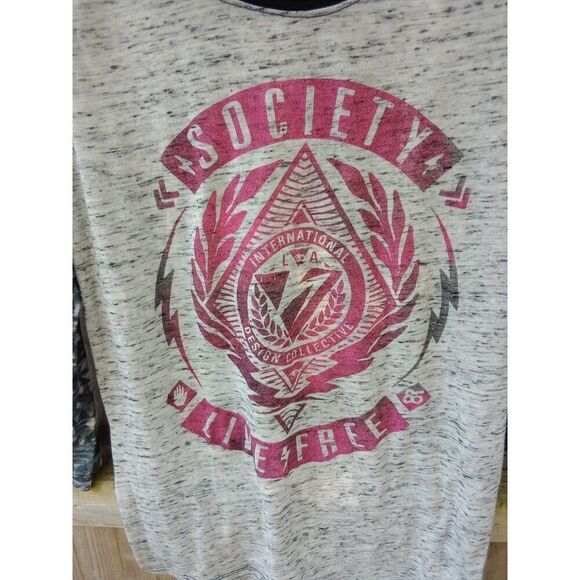 SOCIETY
INTERNATIONAL
L A
DESIGN COLLECTIVE
LIVE FREE